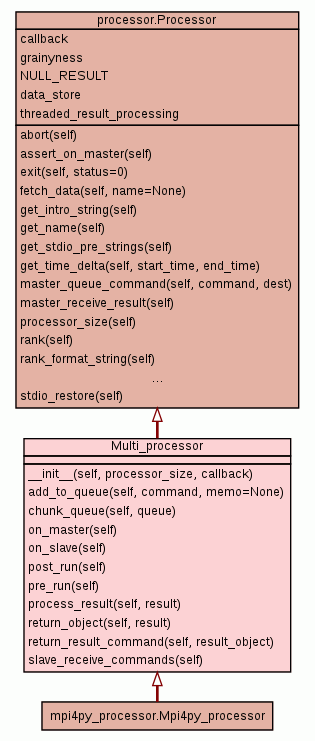 processor.Processor
callback
grainyness
NULL_RESULT
data_store
threaded_result_processing
abort(self)
assert_on_master(self)
exit(self, status=0)
fetch_data(self, name=None)
get_intro_string(self)
get_name(self)
get_stdio_pre_strings(self)
get_time_delta(self, start_time, end_time)
master_queue_command(self, command, dest)
master_receive_result(self)
processor_size(self)
rank(self)
rank_format_string(self)
...
stdio_restore(self)
Multi_processor
__init__(self, processor_size, callback)
add_to_queue(self, command, memo=None)
chunk_queue(self, queue)
on_master(self)
on_slave(self)
post_run(self)
pre_run(self)
process_result(self, result)
return_object(self, result)
return_result_command(self, result_object)
slave_receive_commands(self)
mpi4py_processor.Mpi4py_processor